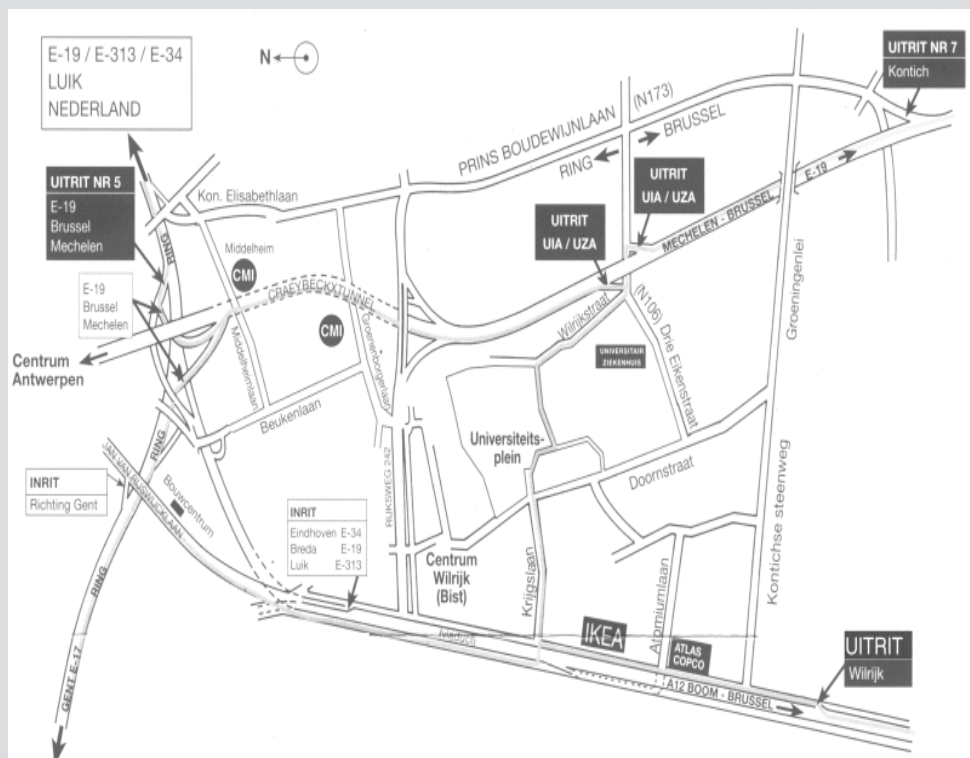 E-19 / E-313 / E-34
LUIK
NEDERLAND
N
UITRIT NR 7
Kontich
PRINS BOUDEWIJNLAAN (N173)
BRUSSEL
RING
UITRIT NR 5
E-19
Brussel
Mechelen
Kon. Elisabethlaan
RING
UITRIT
UIA / UZA
UITRIT
UIA / UZA
MECHELEN - BRUSSEL
E-19
Middelheim
CMI
CRAEYBECKXTUNNEL
CMI
E-19
Brussel
Mechelen
Centrum
Antwerpen
Middelheimlaan
Groenenborgerlaan
Wilrijkstraat
(N106) Drie Eikenstraat
UNIVERSITAIR
ZIEKENHUIS
Groeningenlei
Beukenlaan
Universiteits-
plein
Doornstraat
RING
JAN VAN RIJSWIJCKLAAN
Bouwcentrum
INRIT
Richting Gent
RIJKSWEG 242
INRIT
Eindhoven E-34
Breda E-19
Luik E-313
Centrum
Wilrijk
(Bist)
Krijgslaan
Atomiumlaan
Kontichse steenweg
RING
GENT E-17
IKEA
ATLAS
COPCO
A12 BOOM - BRUSSEL
UITRIT
Wilrijk